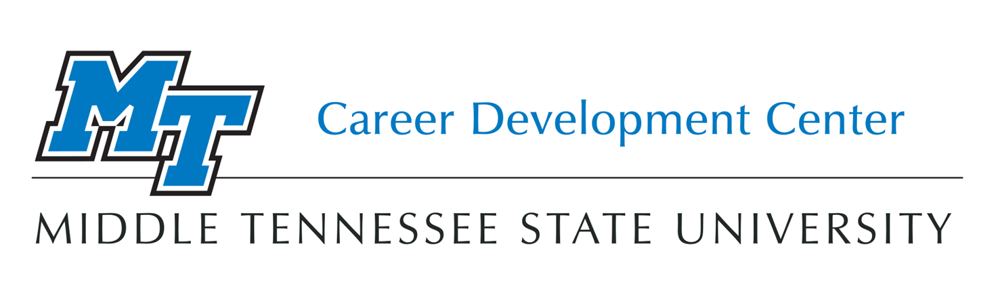 MT
Career Development Center
MIDDLE TENNESSEE STATE UNIVERSITY